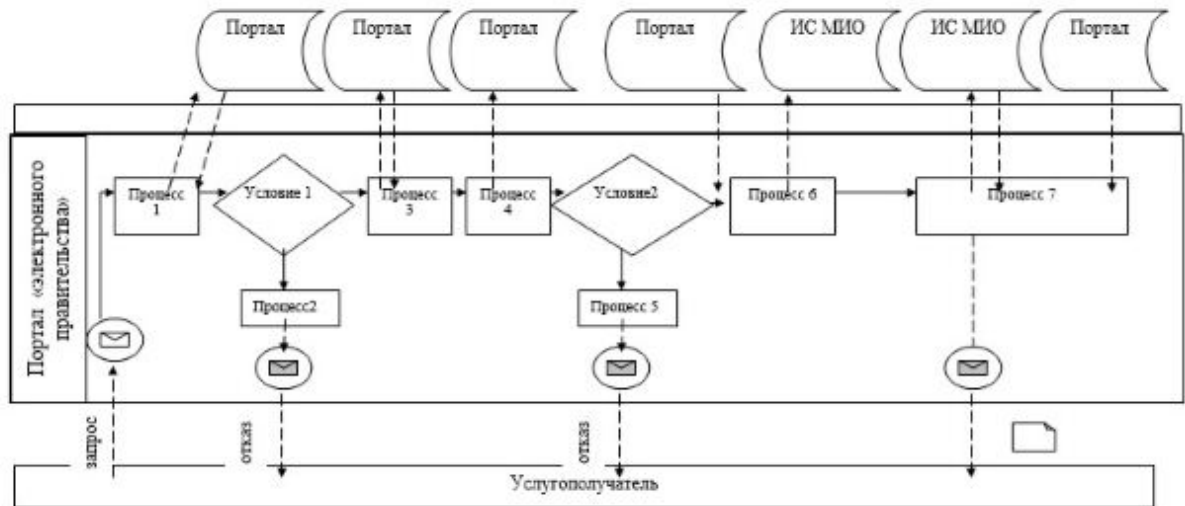 Портал
Портал
Портал
Портал
ИС МИО
ИС МИО
Портал
Портал «электронного
правительства»
Процесс
1
Условие 1
Процесс
3
Процесс
4
Условие2
Процесс 6
Процесс 7
Процесс2
Процесс 5
запрос
отказ
отказ
Услугополучатель